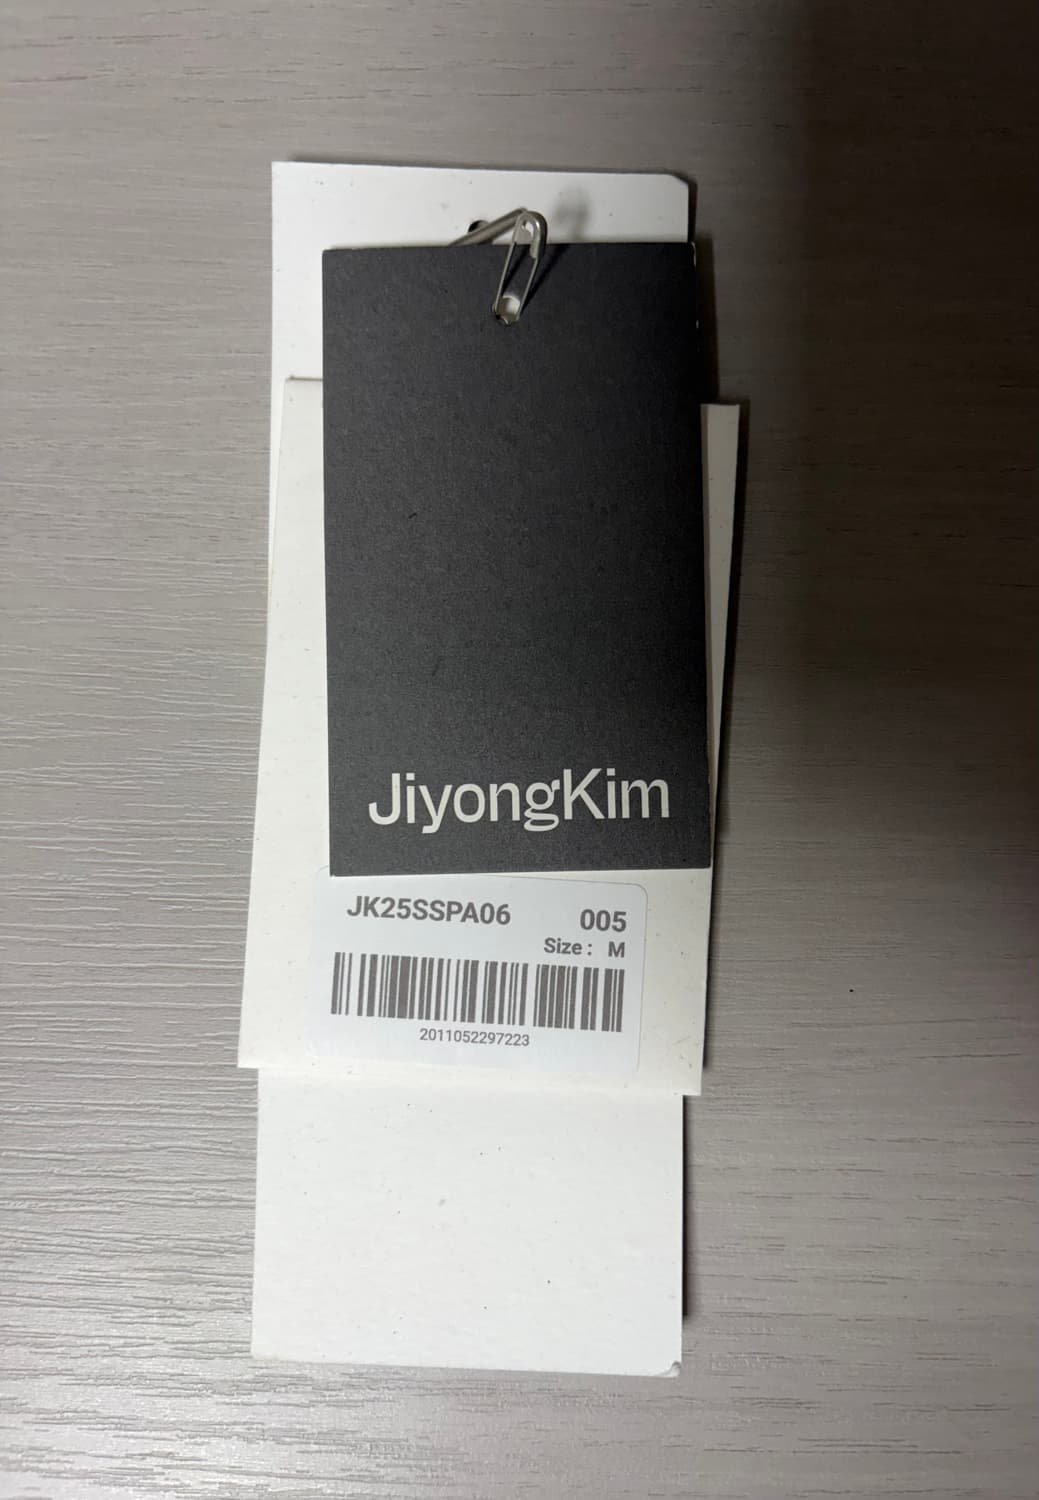 JiyongKim
JK25SSPA06 005
Size : M
2011052297223